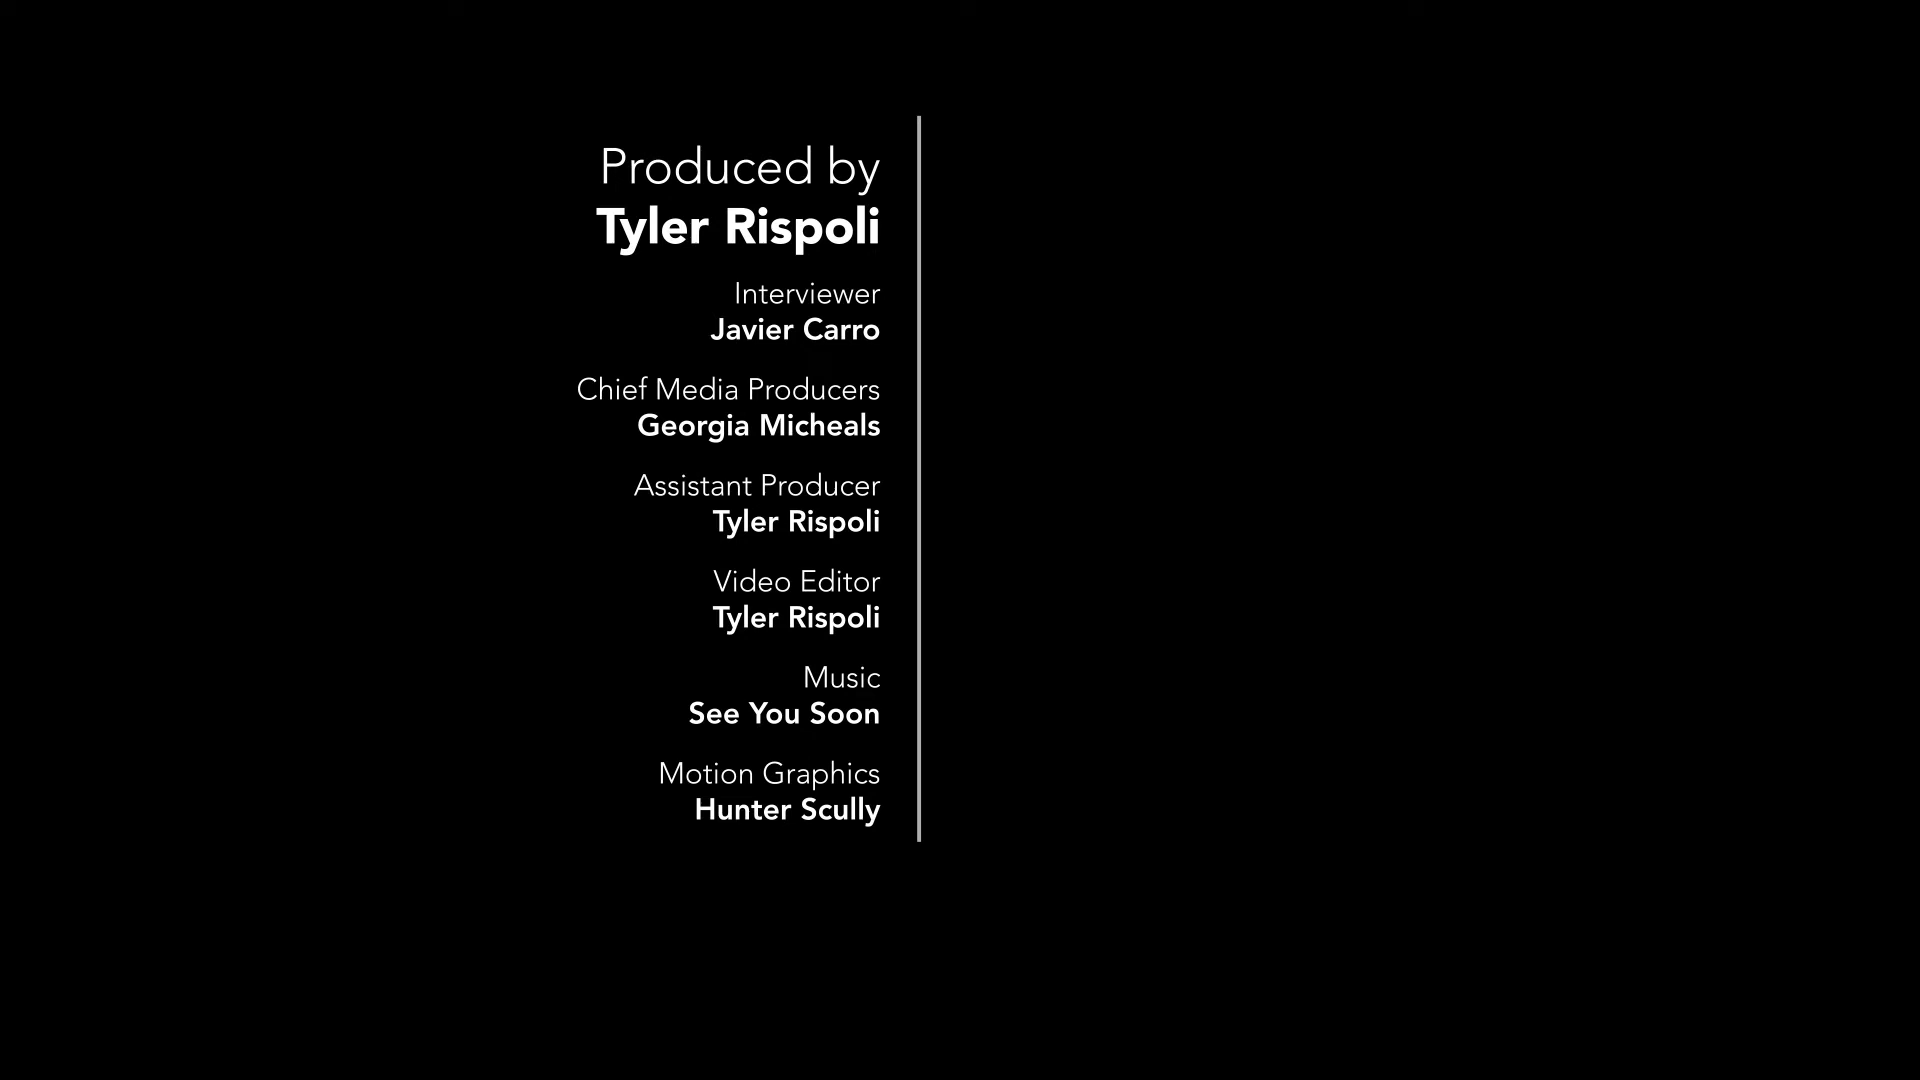 Produced by
Tyler Rispoli
Interviewer
Javier Carro
Chief Media Producers
Georgia Micheals
Assistant Producer
Tyler Rispoli
Video Editor
Tyler Rispoli
Music
See You Soon
Motion Graphics
Hunter Scully